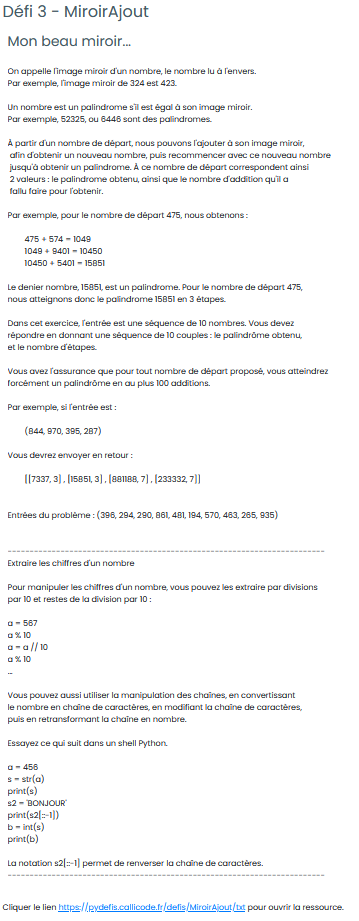 Défi 3 - MiroirAjout
Mon beau miroir...
On appelle l'image miroir d'un nombre, le nombre lu à l'envers.
Par exemple, l'image miroir de 324 est 423.
Un nombre est un palindrome s'il est égal à son image miroir.
Par exemple, 52325, ou 6446 sont des palindromes.
À partir d'un nombre de départ, nous pouvons l'ajouter à son image miroir,
afin d'obtenir un nouveau nombre, puis recommencer avec ce nouveau nombre
jusqu'à obtenir un palindrome. À ce nombre de départ correspondent ainsi
2 valeurs : le palindrome obtenu, ainsi que le nombre d'addition qu'il a
fallu faire pour l'obtenir.
Par exemple, pour le nombre de départ 475, nous obtenons :
475 + 574 = 1049
1049 + 9401 = 10450
10450 + 5401 = 15851
Le denier nombre, 15851, est un palindrome. Pour le nombre de départ 475,
nous atteignons donc le palindrome 15851 en 3 étapes.
Dans cet exercice, l'entrée est une séquence de 10 nombres. Vous devez
répondre en donnant une séquence de 10 couples : le palindrôme obtenu,
et le nombre d'étapes.
Vous avez l'assurance que pour tout nombre de départ proposé, vous atteindrez
forcément un palindrôme en au plus 100 additions.
Par exemple, si l'entrée est :
(844, 970, 395, 287)
Vous devrez envoyer en retour :
[[7337, 3] , [15851, 3] , [881188, 7] , [233332, 7]]
Entrées du problème : (396, 294, 290, 861, 481, 194, 570, 463, 265, 935)
------------------------------------------------------------------------
Extraire les chiffres d'un nombre
Pour manipuler les chiffres d'un nombre, vous pouvez les extraire par divisions
par 10 et restes de la division par 10 :
a = 567
a % 10
a = a // 10
a % 10
...
Vous pouvez aussi utiliser la manipulation des chaînes, en convertissant
le nombre en chaîne de caractères, en modifiant la chaîne de caractères,
puis en retransformant la chaîne en nombre.
Essayez ce qui suit dans un shell Python.
a = 456
s = str(a)
print(s)
s2 = 'BONJOUR'
print(s2[::-1])
b = int(s)
print(b)
La notation s2[::-1] permet de renverser la chaîne de caractères.
------------------------------------------------------------------------
Cliquer le lien https://pydefis.callicode.fr/defis/MiroirAjout/txt pour ouvrir la ressource.